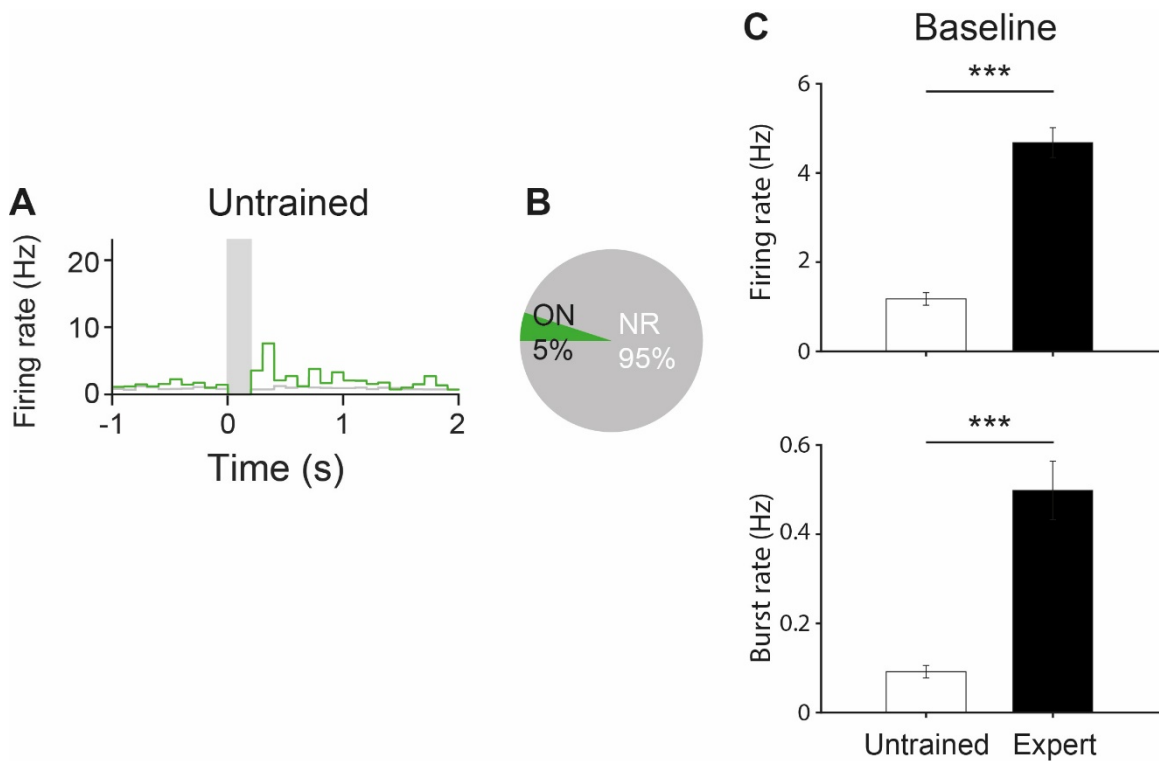 A
Untrained
Firing rate (Hz)
20
10
0
-1
0
1
2
Time (s)
B
ON
5%
NR
95%
C
Baseline
***
Firing rate (Hz)
6
4
2
0
***
Burst rate (Hz)
0.6
0.4
0.2
0
Untrained
Expert